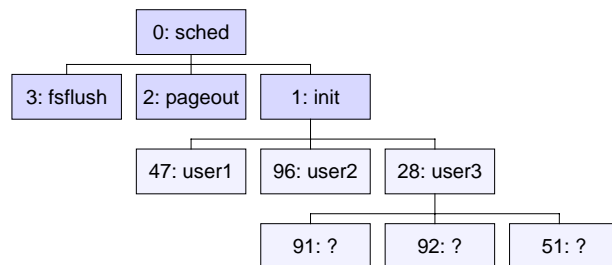 0: sched
3: fsflush
2: pageout
1: init
47: user1
96: user2
28: user3
91: ?
92: ?
51: ?